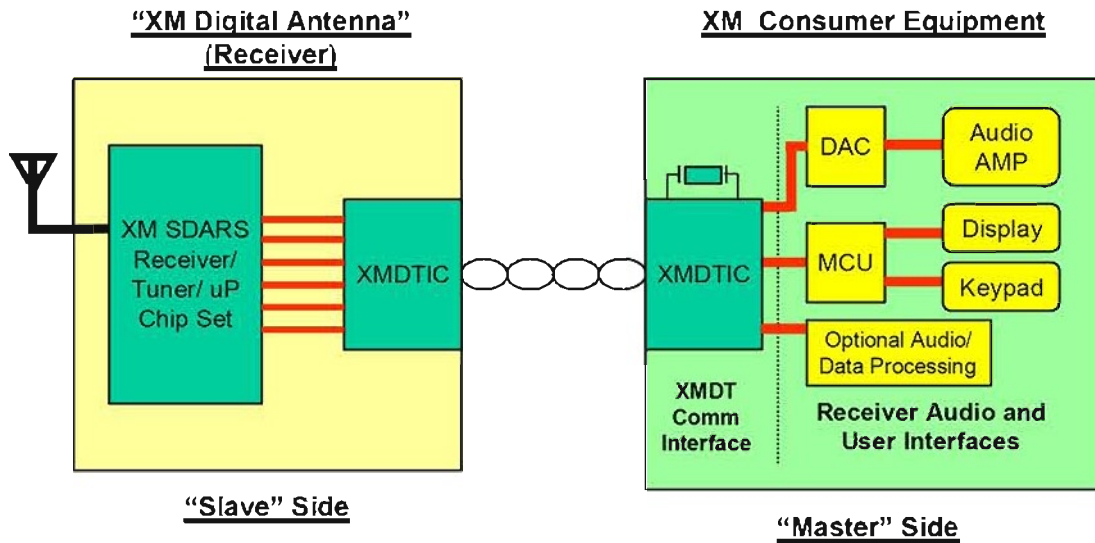 “XM Digital Antenna”
(Receiver)
XM SDARS
Receiver/
Tuner/ uP
Chip Set
XMDTIC
“Slave” Side
XM Consumer Equipment
XMDTIC
DAC
Audio
AMP
MCU
Display
Keypad
Optional Audio/
Data Processing
XMDT
Comm
Interface
Receiver Audio and
User Interfaces
“Master” Side